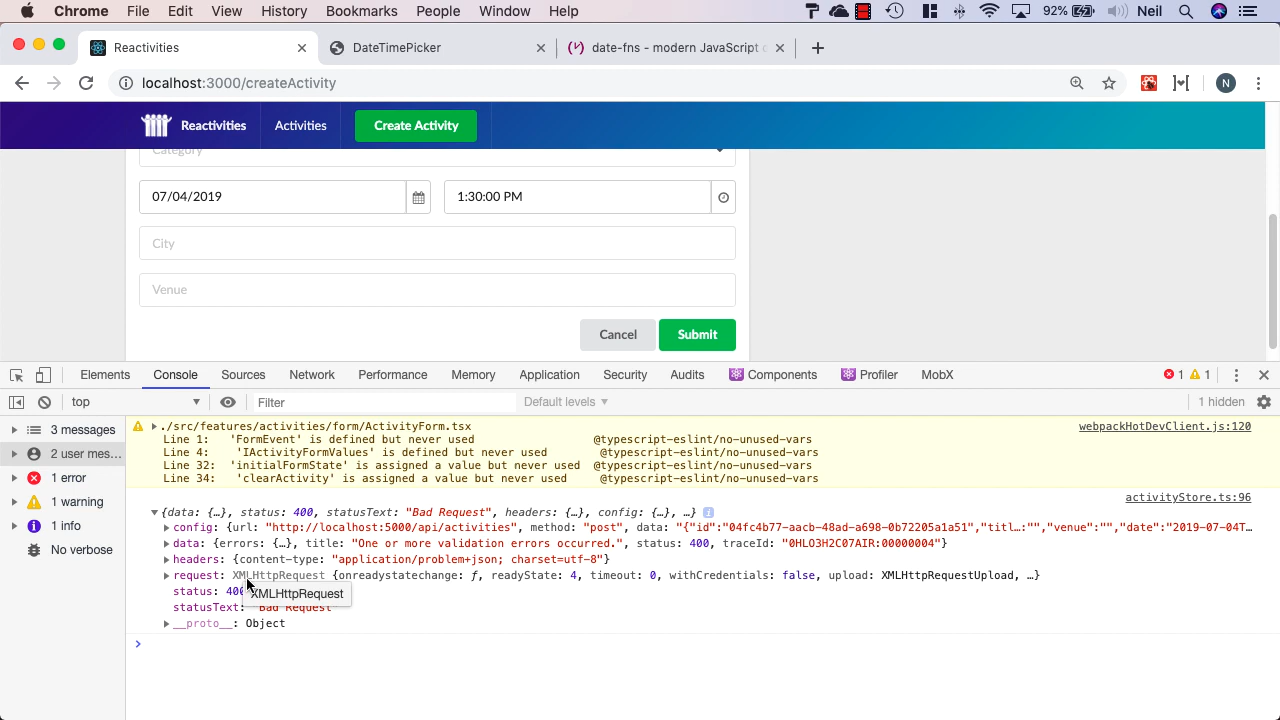 Chrome File Edit View History Bookmarks People Window Help 92% Neil
Reactivities DateTimePicker date-fns - modern JavaScript
localhost:3000/createActivity N
Reactivities Activities Create Activity
Category
07/04/2019 1:30:00 PM
City
Venue
Cancel Submit
Elements Console Sources Network Performance Memory Application Security Audits Components Profiler MobX 1 1
top Filter Default levels 1 hidden
3 messages
2 user mes...
1 error
1 warning
1 info
No verbose
./src/features/activities/form/ActivityForm.tsx webpackHotDevClient.js:120
Line 1: 'FormEvent' is defined but never used @typescript-eslint/no-unused-vars
Line 4: 'IActivityFormValues' is defined but never used @typescript-eslint/no-unused-vars
Line 32: 'initialFormState' is assigned a value but never used @typescript-eslint/no-unused-vars
Line 34: 'clearActivity' is assigned a value but never used @typescript-eslint/no-unused-vars
activityStore.ts:96
{data: {…}, status: 400, statusText: "Bad Request", headers: {…}, config: {…}, …}
config: {url: "http://localhost:5000/api/activities", method: "post", data: "{"id":"04fc4b77-aacb-48ad-a698-0b72205a1a51","titl…:"","venue":"","date":"2019-07-04T…
data: {errors: {…}, title: "One or more validation errors occurred.", status: 400, traceId: "0HLO3H2C07AIR:00000004"}
headers: {content-type: "application/problem+json; charset=utf-8"}
request: XMLHttpRequest {onreadystatechange: ƒ, readyState: 4, timeout: 0, withCredentials: false, upload: XMLHttpRequestUpload, …}
status: 400
XMLHttpRequest
statusText: "Bad Request"
__proto__: Object